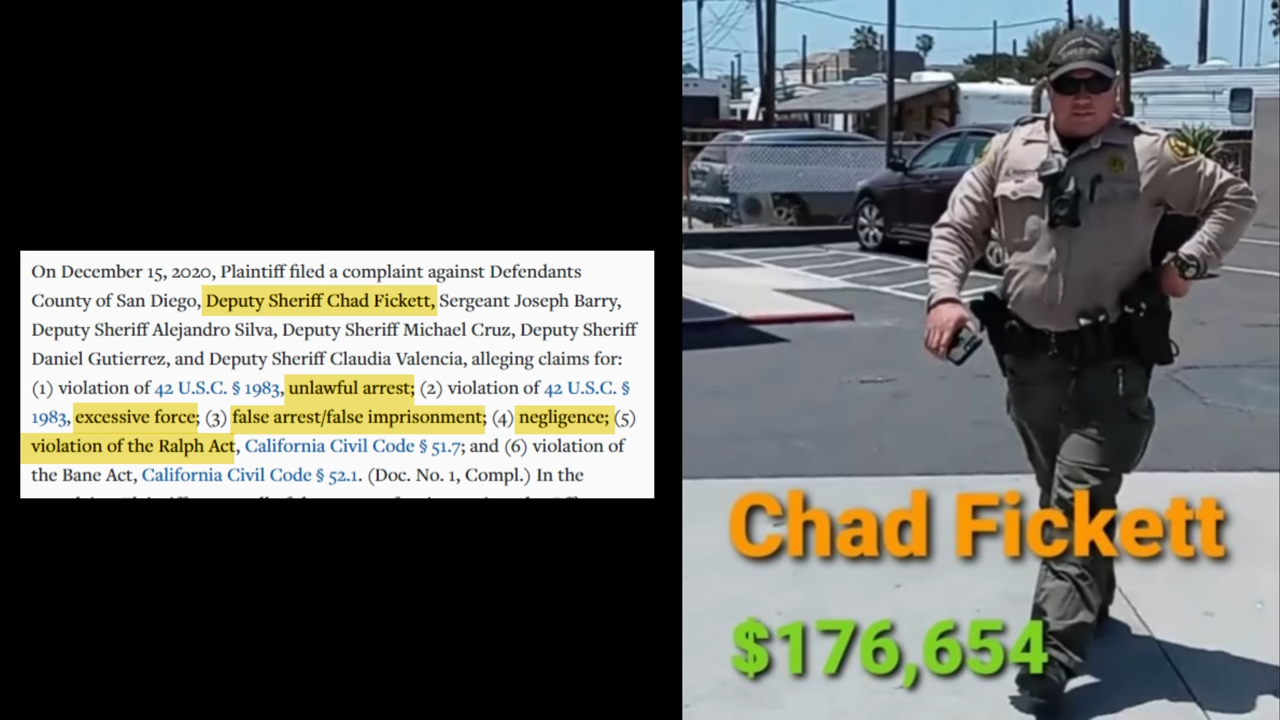 On December 15, 2020, Plaintiff filed a complaint against Defendants
County of San Diego, Deputy Sheriff Chad Fickett, Sergeant Joseph Barry,
Deputy Sheriff Alejandro Silva, Deputy Sheriff Michael Cruz, Deputy Sheriff
Daniel Gutierrez, and Deputy Sheriff Claudia Valencia, alleging claims for:
(1) violation of 42 U.S.C. § 1983, unlawful arrest; (2) violation of 42 U.S.C. §
1983, excessive force; (3) false arrest/false imprisonment; (4) negligence; (5)
violation of the Ralph Act, California Civil Code § 51.7; and (6) violation of
the Bane Act, California Civil Code § 52.1. (Doc. No. 1, Compl.) In the
Chad Fickett
$176,654